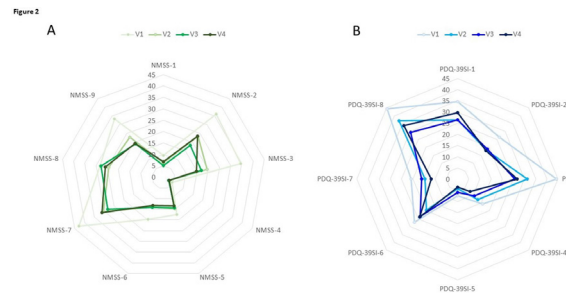 Figure 2
A
V1 V2 V3 V4
NMSS-1
NMSS-2
NMSS-3
NMSS-4
NMSS-5
NMSS-6
NMSS-7
NMSS-8
NMSS-9
45
40
35
30
25
20
15
10
5
0
B
V1 V2 V3 V4
PDQ-39SI-1
PDQ-39SI-2
P
PDQ-39SI-4
PDQ-39SI-5
PDQ-39SI-6
PDQ-39SI-7
PDQ-39SI-8
45
40
35
30
25
20
15
10
5
0